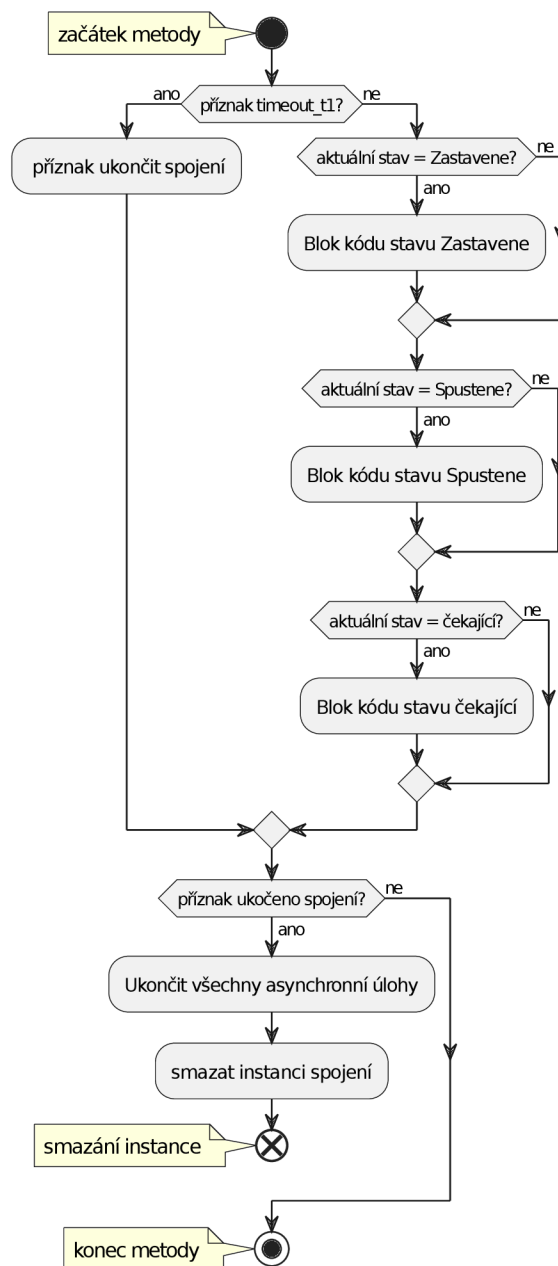 začátek metody
příznak timeout_t1?
ano
ne
příznak ukončit spojení
aktuální stav = Zastavene?
ne
ano
Blok kódu stavu Zastavene
aktuální stav = Spustene?
ne
ano
Blok kódu stavu Spustene
aktuální stav = čekající?
ne
ano
Blok kódu stavu čekající
příznak ukočeno spojení?
ne
ano
Ukončit všechny asynchronní úlohy
smazat instanci spojení
smazání instance
konec metody